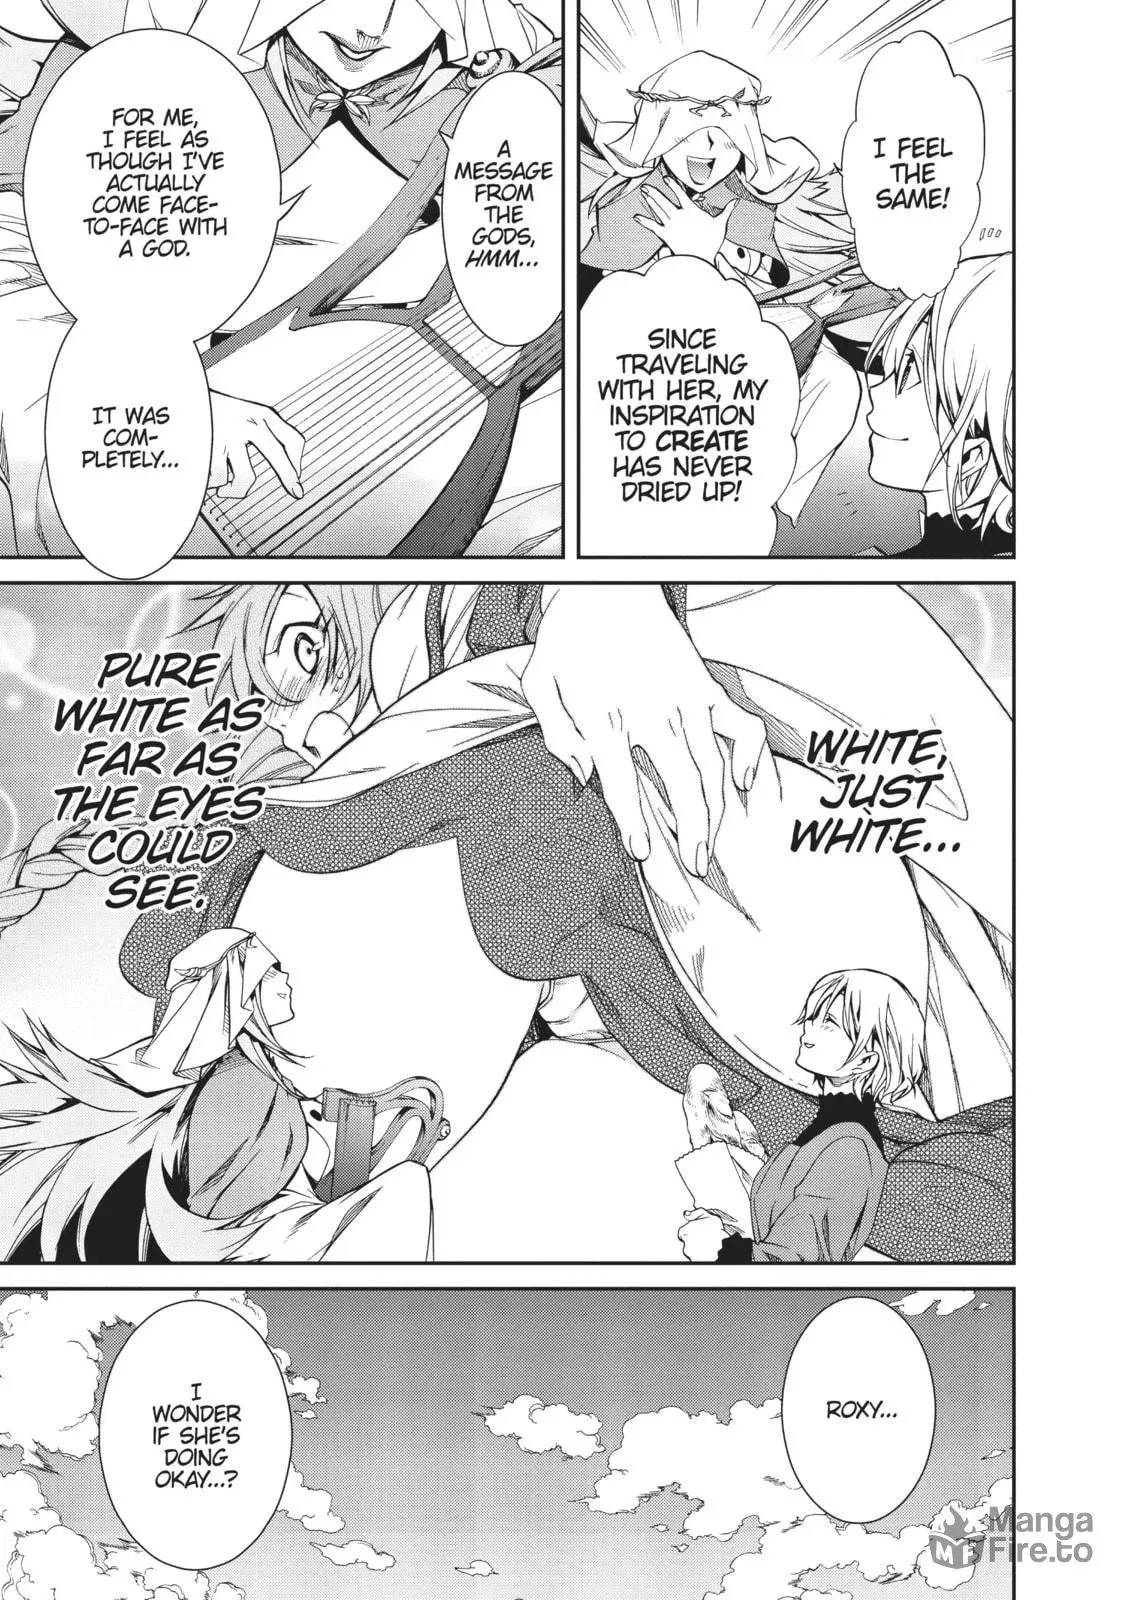 I FEEL
THE
SAME!
SINCE
TRAVELING
WITH HER, MY
INSPIRATION
TO CREATE
HAS NEVER
DRIED UP!
A
MESSAGE
FROM
THE
GODS,
HMM...
FOR ME,
I FEEL AS
THOUGH I'VE
ACTUALLY
COME FACE-
TO-FACE WITH
A GOD.
IT WAS
COM-
PLETELY...
WHITE,
JUST
WHITE...
PURE
WHITE AS
FAR AS
THE EYES
COULD
SEE.
ROXY...
I
WONDER
IF SHE'S
DOING
OKAY...?
MF
Manga
Fire.to